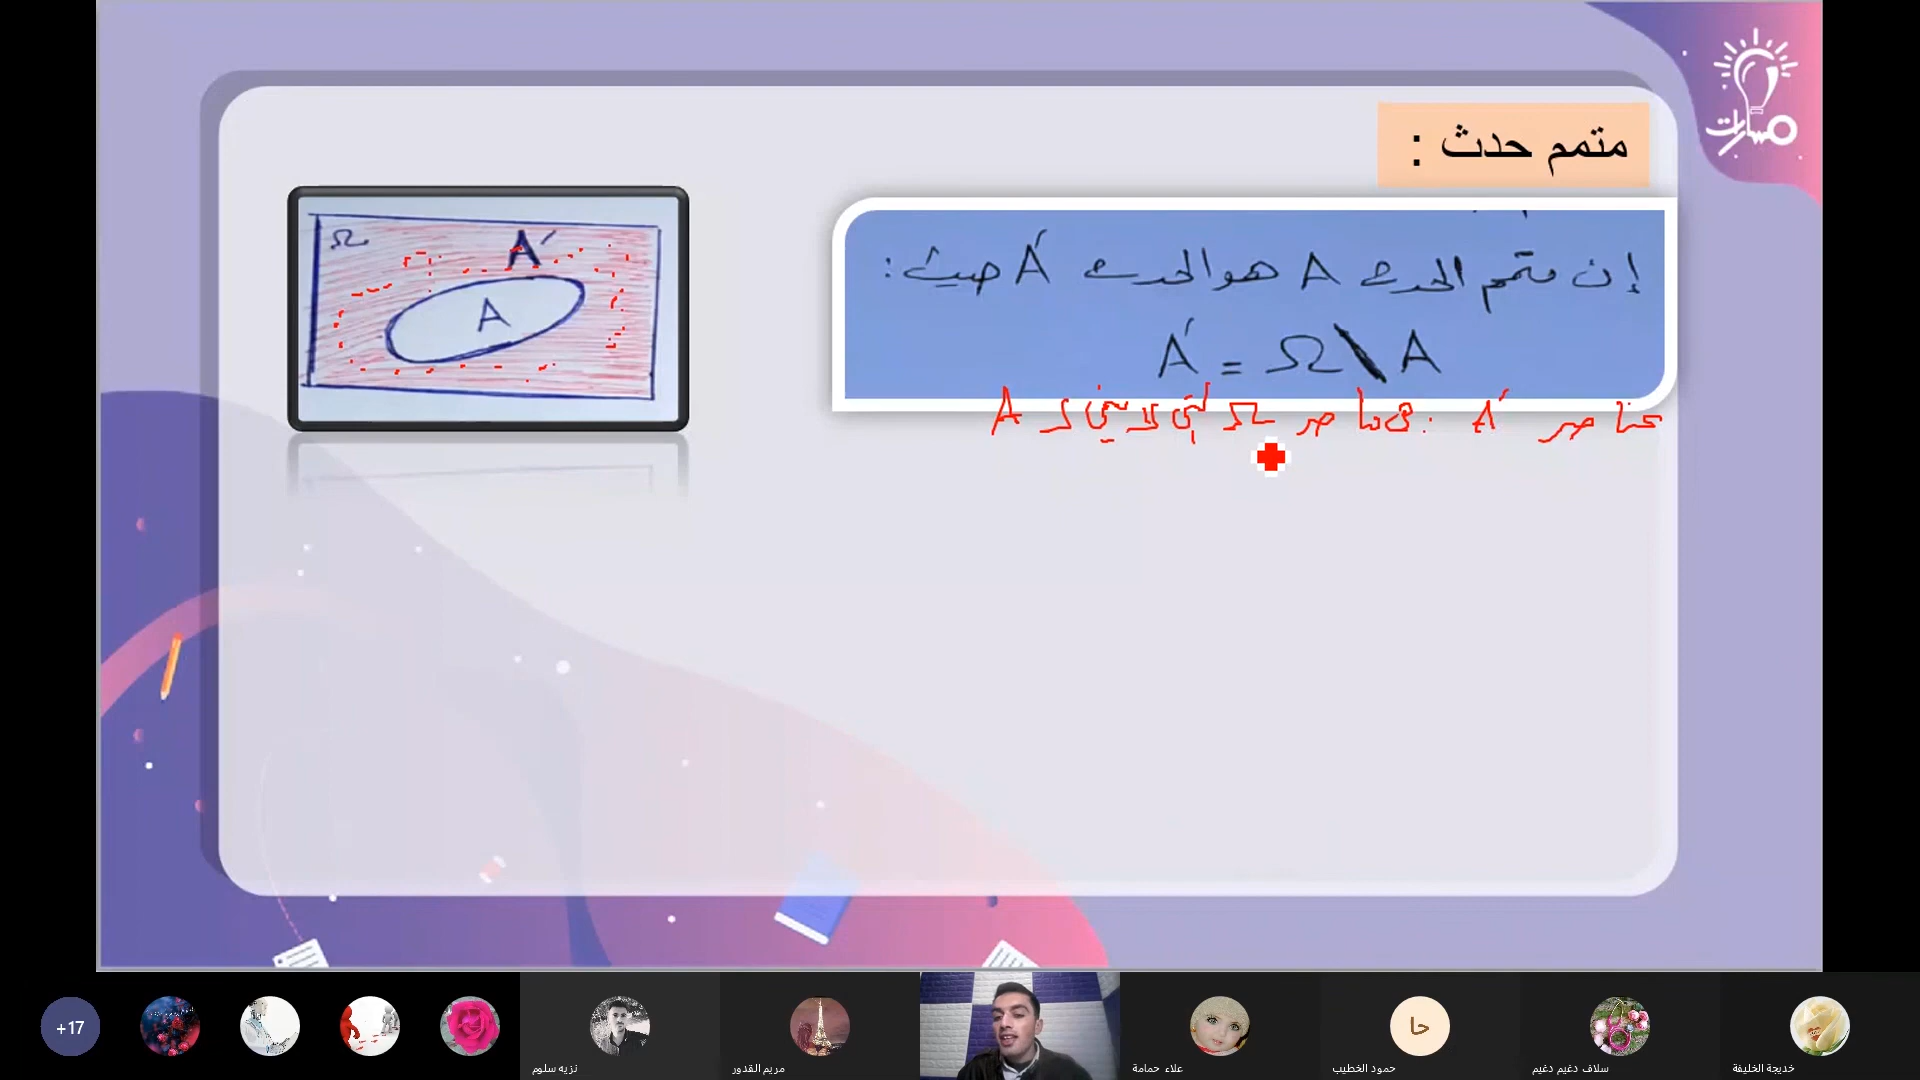 مسارات
متمم حدث :
إن متمم الحدث A هو الحدث A′ حيث :
A′ = Ω \ A
عناصر A′ : هي عناصر Ω التي لا تنتمي لـ A
Ω
A′
A
+17
نزيه سلوم
مريم القدور
علاء حمامة
حا
حمود الخطيب
سلاف دغيم دغيم
خديجة الخليفة